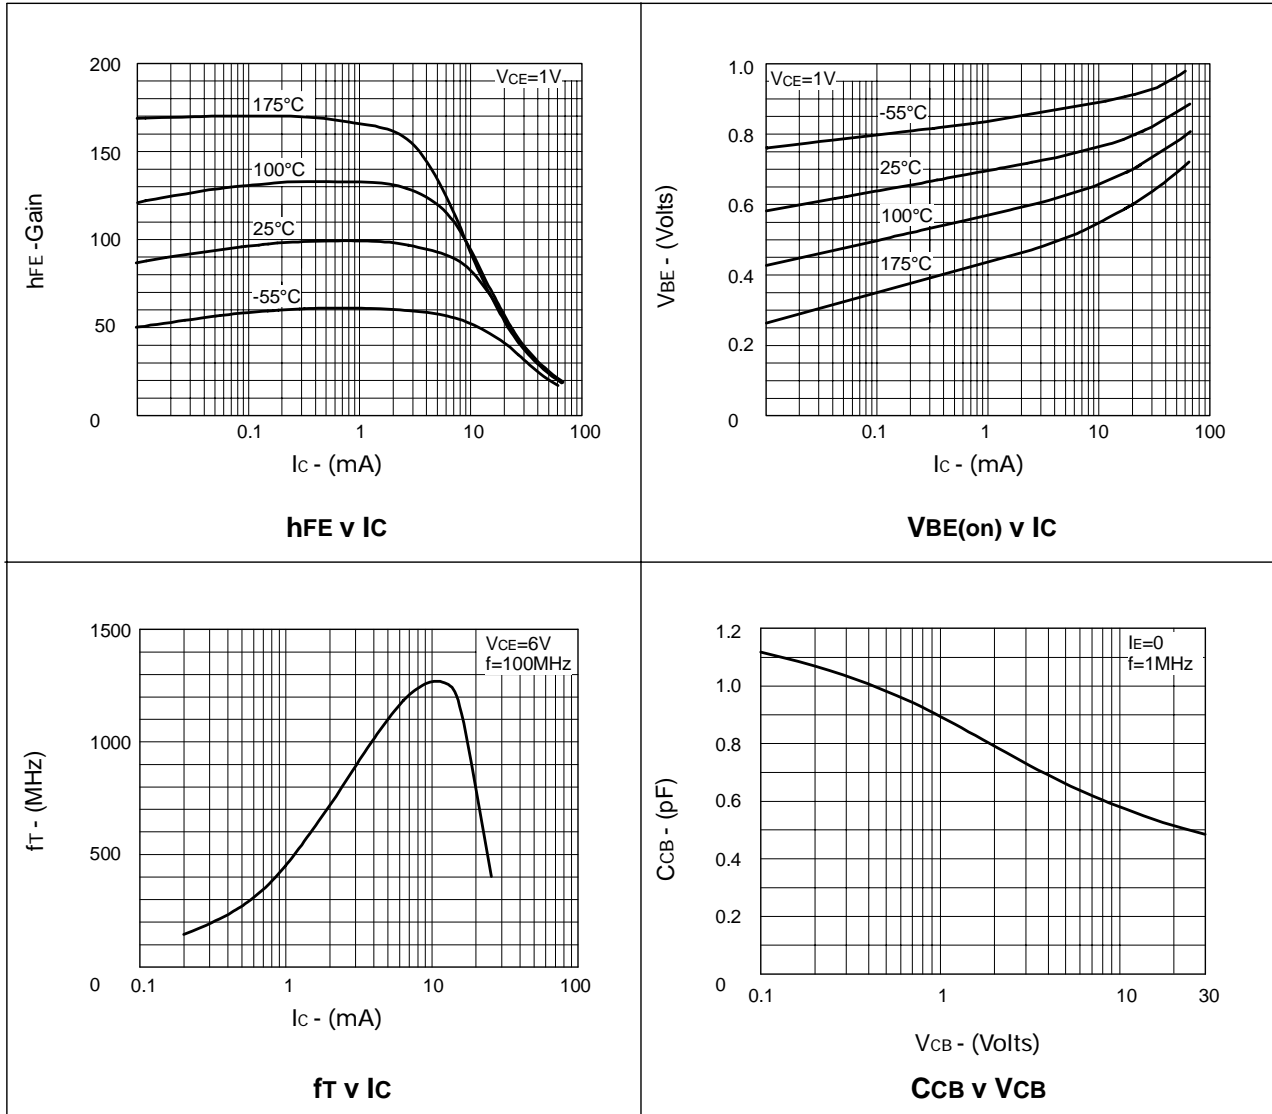 200
150
100
50
0
hFE -Gain
VCE=1V
175°C
100°C
25°C
-55°C
0.1
1
10
100
IC - (mA)
hFE v IC
1.0
0.8
0.6
0.4
0.2
0
VBE - (Volts)
VCE=1V
-55°C
25°C
100°C
175°C
0.1
1
10
100
IC - (mA)
VBE(on) v IC
1500
1000
500
0
fT - (MHz)
VCE=6V
f=100MHz
0.1
1
10
100
IC - (mA)
fT v IC
1.2
1.0
0.8
0.6
0.4
0.2
0
CCB - (pF)
IE=0
f=1MHz
0.1
1
10
30
VCB - (Volts)
CCB v VCB